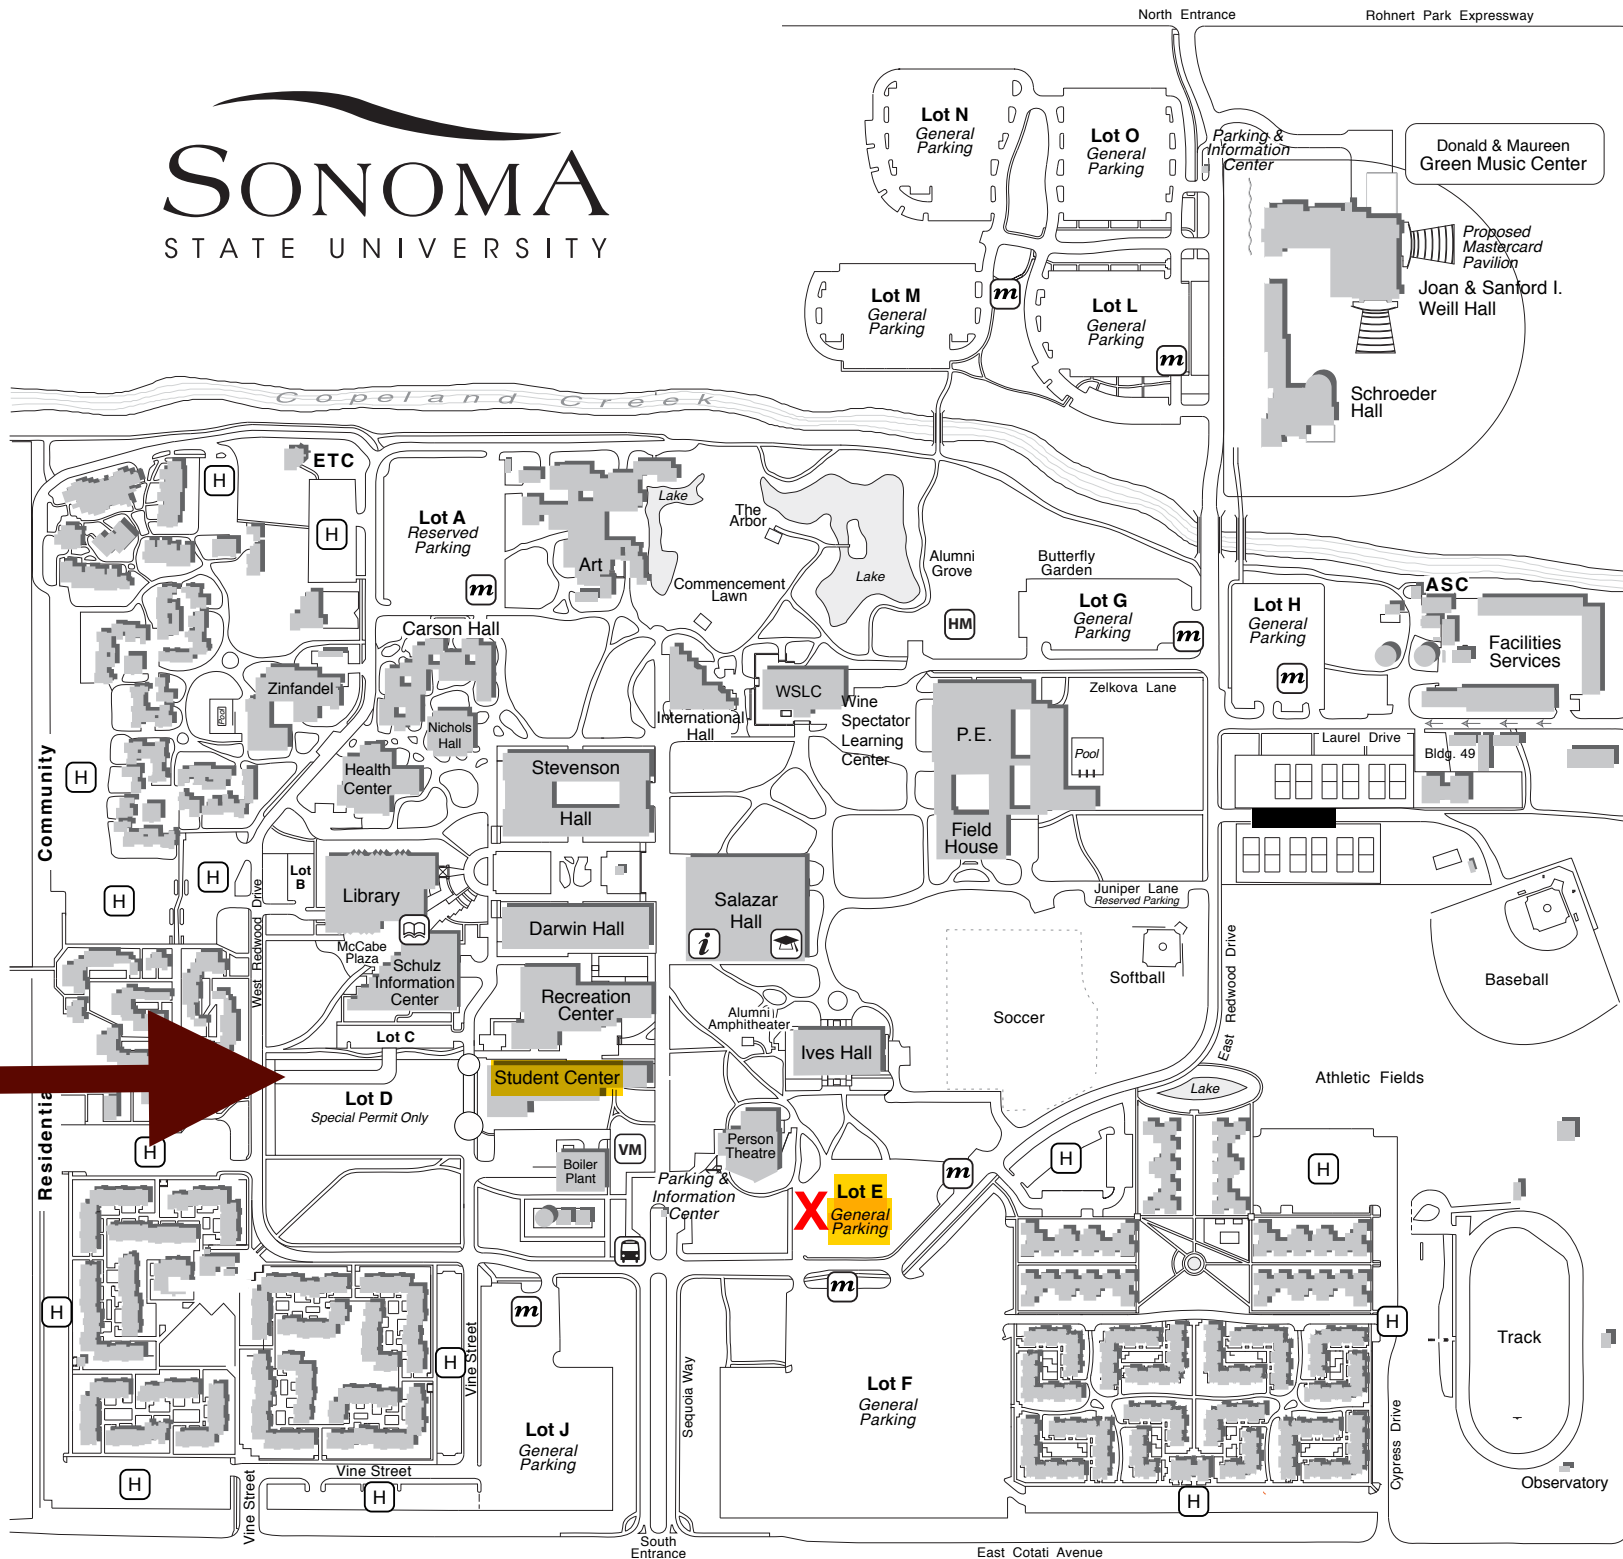 North Entrance
Rohnert Park Expressway
SONOMA
STATE UNIVERSITY
Lot N
General
Parking
Lot O
General
Parking
Parking &
Information
Center
Donald & Maureen
Green Music Center
Proposed
Mastercard
Pavilion
Joan & Sanford I.
Weill Hall
Lot M
General
Parking
m
Lot L
General
Parking
m
Schroeder
Hall
Copeland Creek
H
ETC
H
Lot A
Reserved
Parking
m
Lake
Art
The
Arbor
Commencement
Lawn
Lake
Alumni
Grove
Butterfly
Garden
HM
Lot G
General
Parking
m
Lot H
General
Parking
m
ASC
Facilities
Services
Carson Hall
Zinfandel
Pool
Nichols
Hall
Health
Center
International
Hall
WSLC
Wine
Spectator
Learning
Center
P.E.
Zelkova Lane
Pool
Field
House
Laurel Drive
Bldg. 49
Residential Community
H
H
H
Stevenson
Hall
Lot
B
Library
McCabe
Plaza
West Redwood Drive
Schulz
Information
Center
Darwin Hall
Salazar
Hall
i
Juniper Lane
Reserved Parking
Softball
East Redwood Drive
Baseball
Recreation
Center
Alumni
Amphitheater
Soccer
Lot C
Ives Hall
Student Center
Lot D
Special Permit Only
Lake
Athletic Fields
H
VM
Boiler
Plant
Person
Theatre
Parking &
Information
Center
X
Lot E
General
Parking
m
H
H
m
m
H
H
H
Vine Street
Sequoia Way
Lot F
General
Parking
Track
Lot J
General
Parking
Cypress Drive
Observatory
H
Vine Street
H
Vine Street
H
South
Entrance
East Cotati Avenue